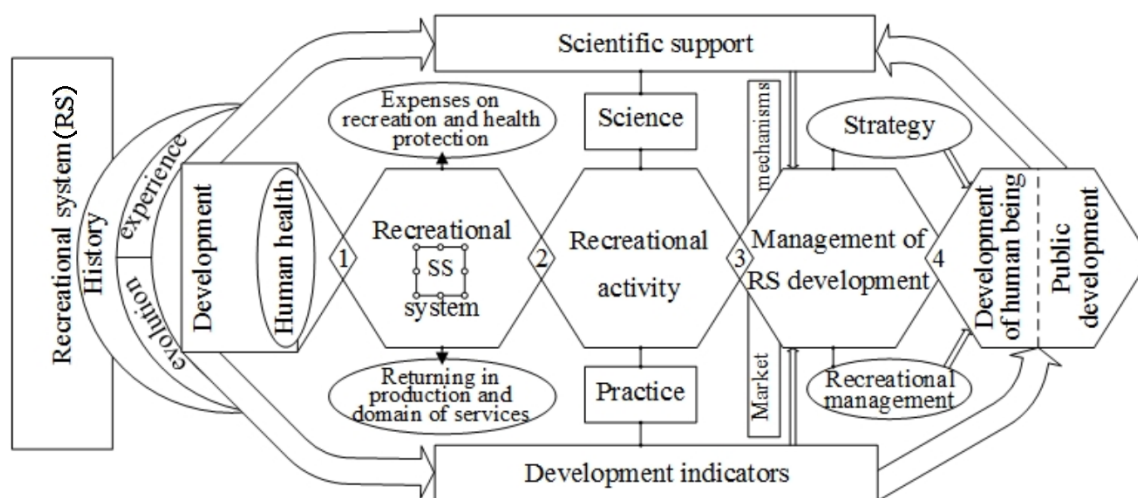 Recreational system(RS)
History
experience
evolution
Development
Human health
1
Scientific support
Expenses on
recreation and health
protection
Recreational
SS
system
Returning in
production and
domain of services
2
Science
Recreational
activity
Practice
Development indicators
3
Market
mechanisms
Management of
RS development
Strategy
Recreational
management
4
Development
of human being
Public
development